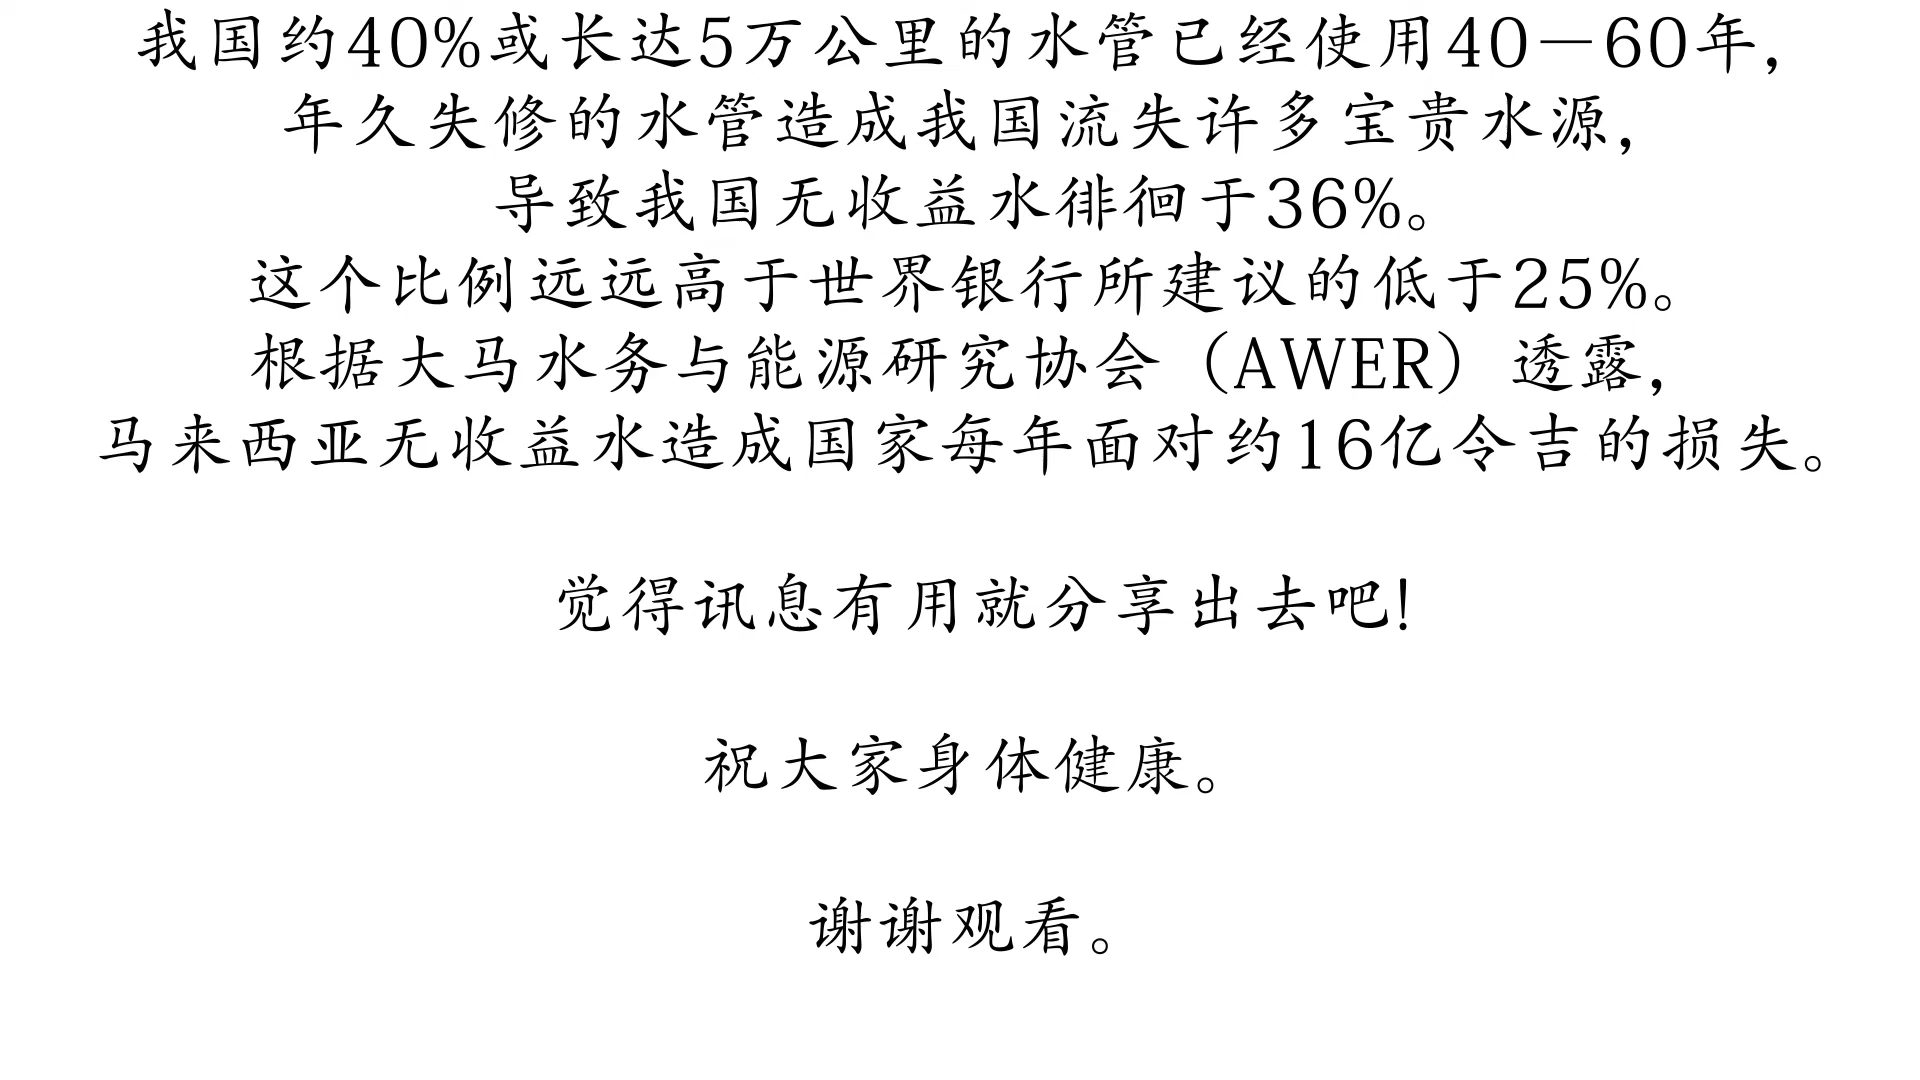 我国约40%或长达5万公里的水管已经使用40－60年，
年久失修的水管造成我国流失许多宝贵水源，
导致我国无收益水徘徊于36%。
这个比例远远高于世界银行所建议的低于25%。
根据大马水务与能源研究协会（AWER）透露，
马来西亚无收益水造成国家每年面对约16亿令吉的损失。
觉得讯息有用就分享出去吧！
祝大家身体健康。
谢谢观看。